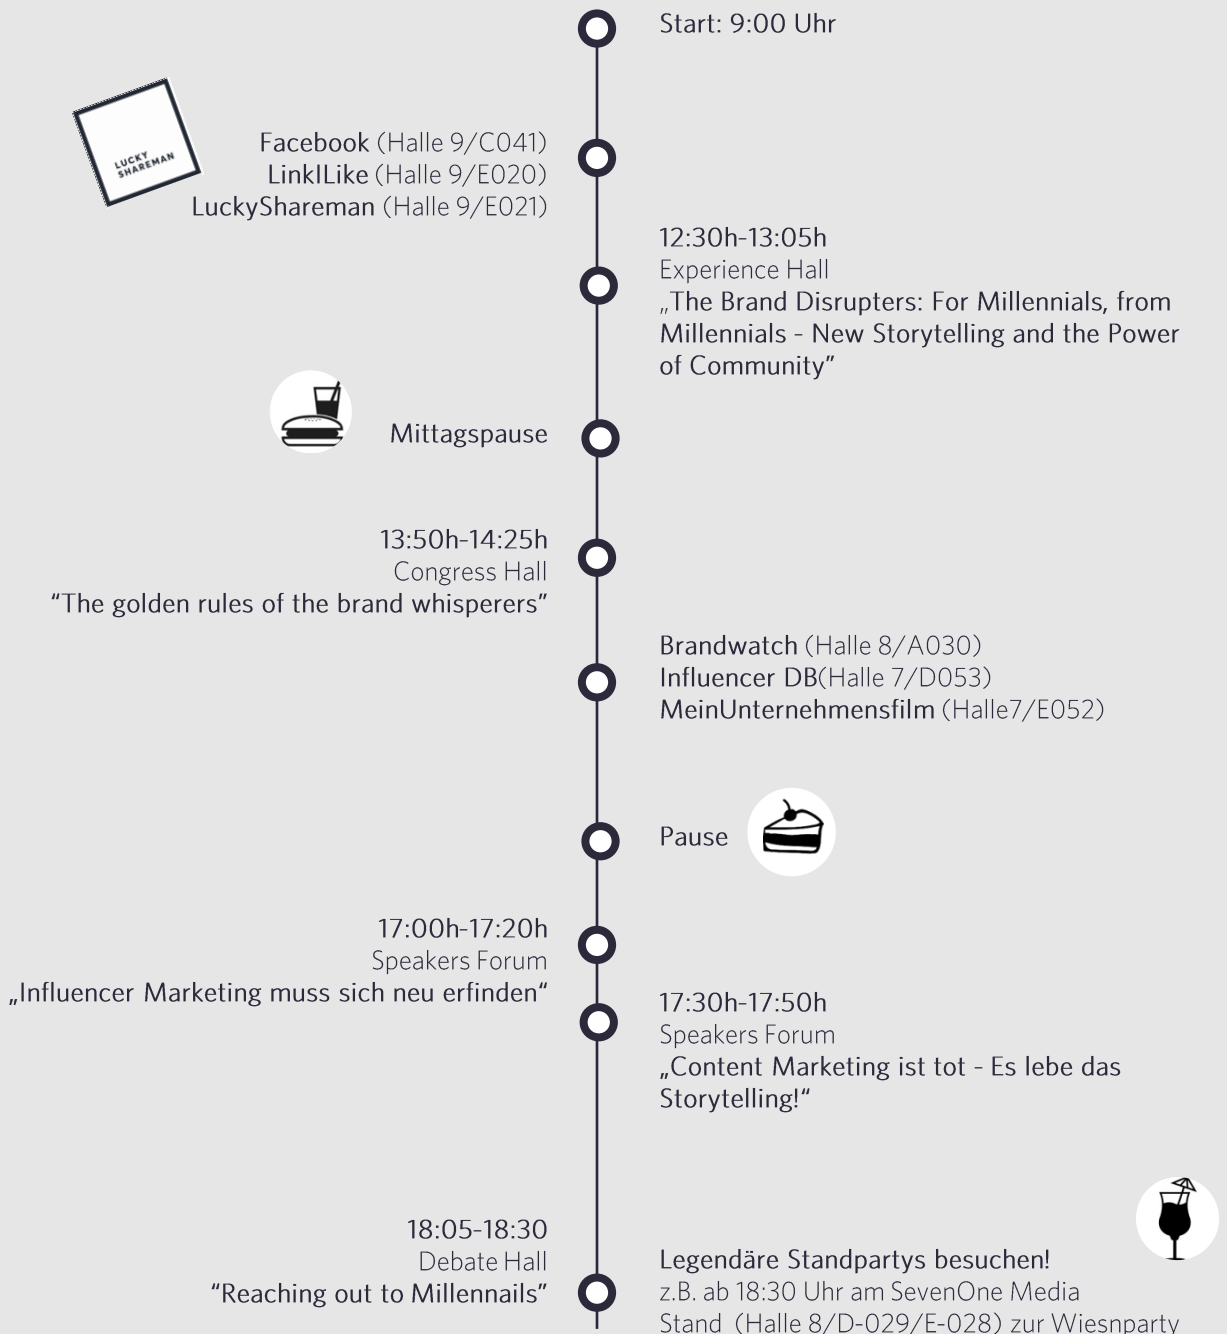 Start: 9:00 Uhr
LUCKY
SHAREMAN
Facebook (Halle 9/C041)
LinkILike (Halle 9/E020)
LuckyShareman (Halle 9/E021)
12:30h-13:05h
Experience Hall
„The Brand Disrupters: For Millennials, from
Millennials - New Storytelling and the Power
of Community”
Mittagspause
13:50h-14:25h
Congress Hall
“The golden rules of the brand whisperers”
Brandwatch (Halle 8/A030)
Influencer DB(Halle 7/D053)
MeinUnternehmensfilm (Halle7/E052)
Pause
17:00h-17:20h
Speakers Forum
„Influencer Marketing muss sich neu erfinden“
17:30h-17:50h
Speakers Forum
„Content Marketing ist tot - Es lebe das
Storytelling!“
18:05-18:30
Debate Hall
“Reaching out to Millennails”
Legendäre Standpartys besuchen!
z.B. ab 18:30 Uhr am SevenOne Media
Stand (Halle 8/D-029/E-028) zur Wiesnparty